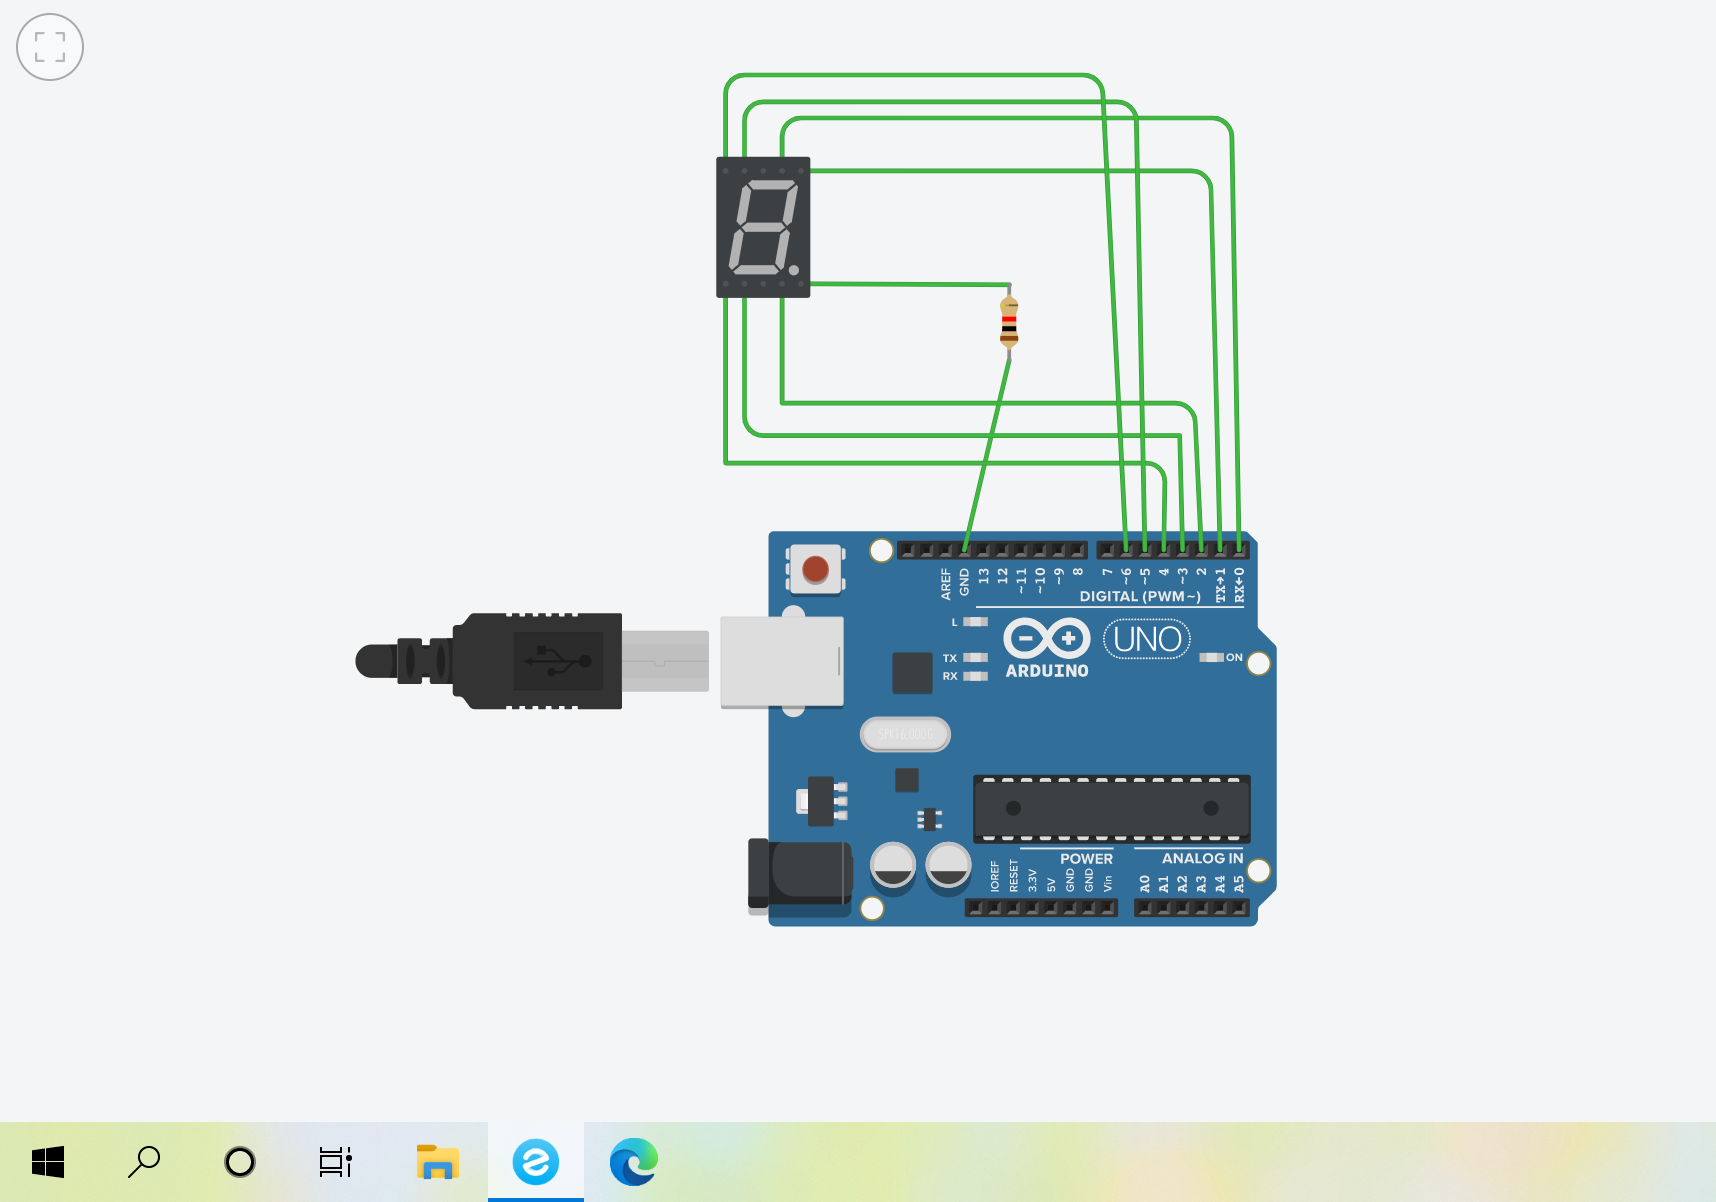 AREF
GND
13
12
~11
~10
~9
8
7
~6
~5
4
~3
2
TX→1
RX←0
DIGITAL (PWM~)
L
TX
RX
ARDUINO
UNO
ON
SPK16.000G
IOREF
RESET
3.3V
5V
GND
GND
Vin
POWER
ANALOG IN
A0
A1
A2
A3
A4
A5